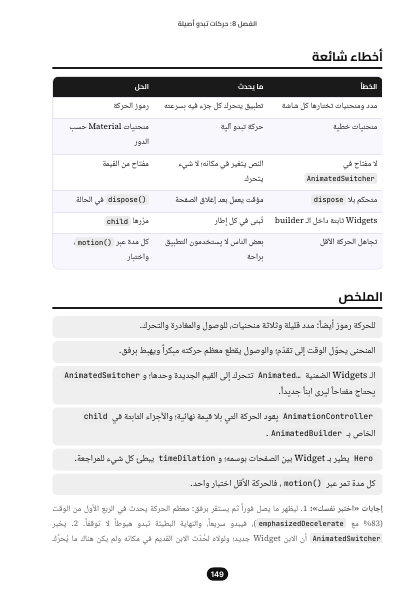 الفصل 8: حركات تبدو أصيلة
أخطاء شائعة
الخطأ ما يحدث الحل
مدد ومنحنيات تختارها كل شاشة تطبيق يتحرك كل جزء فيه بسرعته رموز الحركة
منحنيات خطية حركة تبدو آلية منحنيات Material حسب
الدور
لا مفتاح في النص يتغير في مكانه؛ لا شيء مفتاح من القيمة
AnimatedSwitcher يتحرك
متحكم بلا dispose مؤقت يعمل بعد إغلاق الصفحة dispose() في الحالة
Widgets ثابتة داخل الـ builder تُبنى في كل إطار مرّرها child
تجاهل الحركة الأقل بعض الناس لا يستخدمون التطبيق كل مدة عبر motion()،
براحة واختبار
الملخص
للحركة رموز أيضاً: مدد قليلة وثلاثة منحنيات، للوصول والمغادرة والتحرك.
المنحنى يحوّل الوقت إلى تقدّم؛ والوصول يقطع معظم حركته مبكراً ويهبط برفق.
الـ Widgets الضمنية Animated… تتحرك إلى القيم الجديدة وحدها؛ و AnimatedSwitcher
يحتاج مفتاحاً ليرى ابناً جديداً.
AnimationController يقود الحركة التي بلا قيمة نهائية؛ والأجزاء الثابتة في child
الخاص بـ AnimatedBuilder.
Hero يطير بـ Widget بين الصفحات بوسمه؛ و timeDilation يبطئ كل شيء للمراجعة.
كل مدة تمر عبر motion()، فالحركة الأقل اختبار واحد.
إجابات «اختبر نفسك»: 1. ليظهر ما يصل فوراً ثم يستقر برفق: معظم الحركة يحدث في الربع الأول من الوقت
(83% مع emphasizedDecelerate)، فيبدو سريعاً، والنهاية البطيئة تبدو هبوطاً لا توقفاً. 2. يخبر
AnimatedSwitcher أن الابن Widget جديد؛ ولولاه لحُدّث الابن القديم في مكانه ولم يكن هناك ما يُحرَّك
149